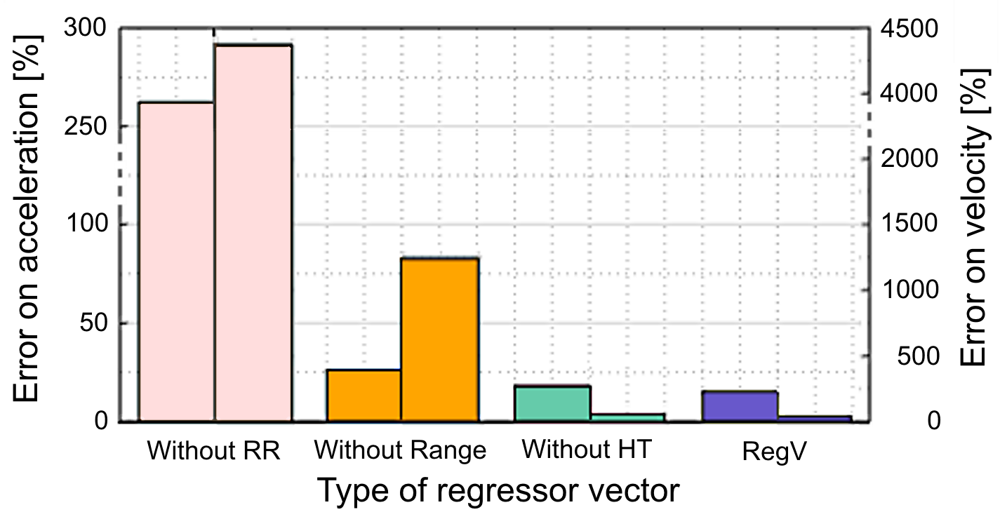 Error on acceleration [%]
300
250
100
50
0
4500
4000
2000
1500
1000
500
0
Error on velocity [%]
Without RR
Without Range
Without HT
RegV
Type of regressor vector